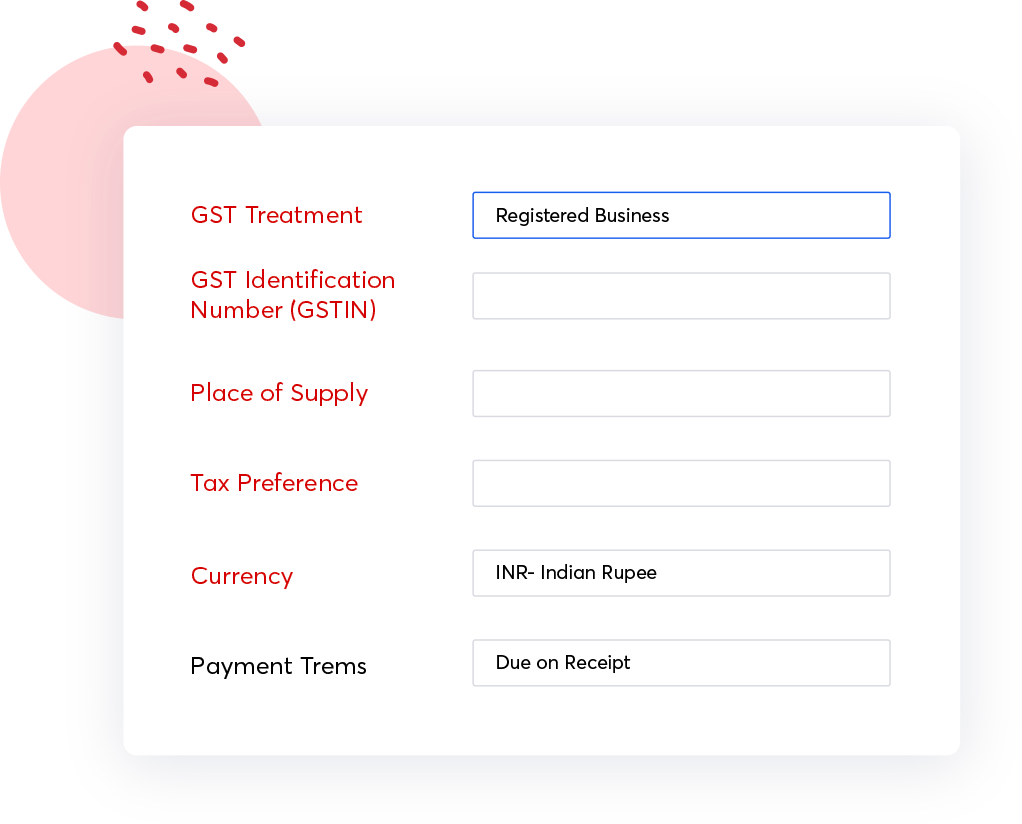 GST Treatment
Registered Business
GST Identification
Number (GSTIN)
Place of Supply
Tax Preference
Currency
INR- Indian Rupee
Payment Trems
Due on Receipt